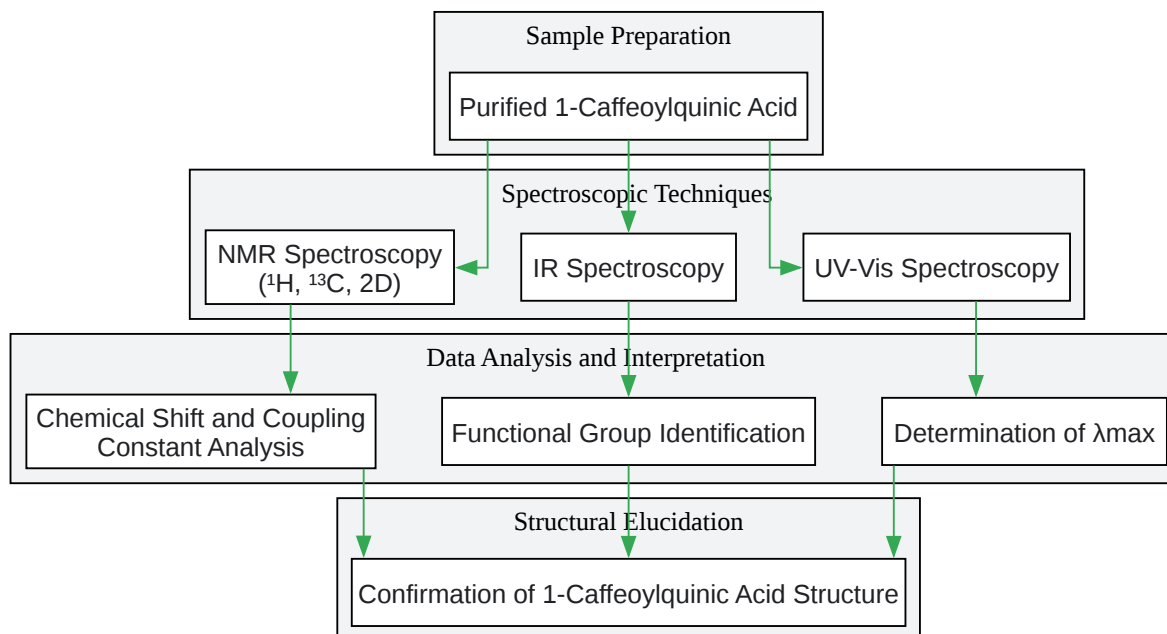 Sample Preparation
Purified 1-Caffeoylquinic Acid
Spectroscopic Techniques
NMR Spectroscopy
(¹H, ¹³C, 2D)
IR Spectroscopy
UV-Vis Spectroscopy
Data Analysis and Interpretation
Chemical Shift and Coupling
Constant Analysis
Functional Group Identification
Determination of λmax
Structural Elucidation
Confirmation of 1-Caffeoylquinic Acid Structure